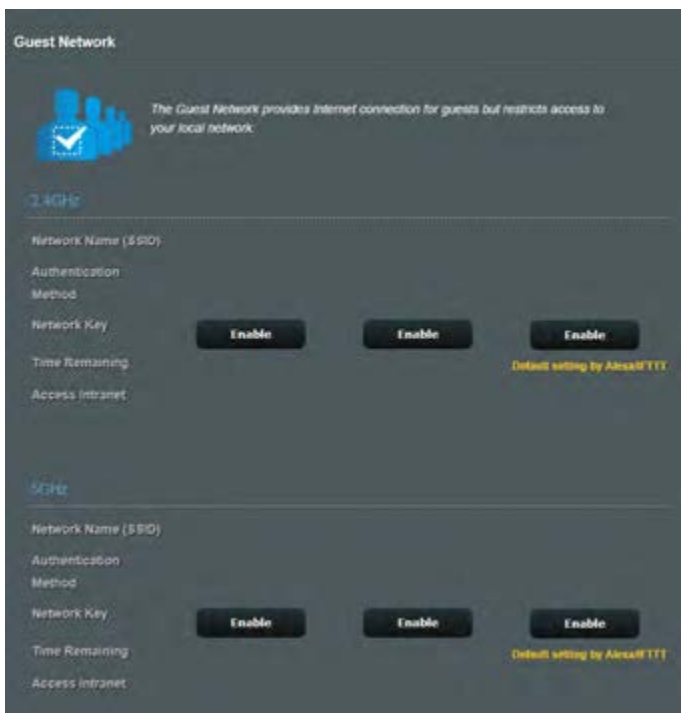 Guest Network
The Guest Network provides Internet connection for guests but restricts access to
your local network
2.4GHz
Network Name (SSID)
Authentication
Method
Network Key
Enable
Enable
Enable
Time Remaining
Default setting by Alexa/IFTTT
Access Intranet
5GHz
Network Name (SSID)
Authentication
Method
Network Key
Enable
Enable
Enable
Time Remaining
Default setting by Alexa/IFTTT
Access Intranet